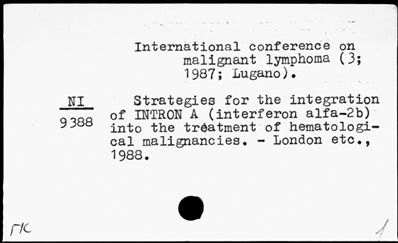 International conference on
malignant lymphoma (3;
1987; Lugano).
NI
9388
Strategies for the integration
of INTRON A (interferon alfa-2b)
into the treatment of hematologi-
cal malignancies. - London etc.,
1988.
ГК
1